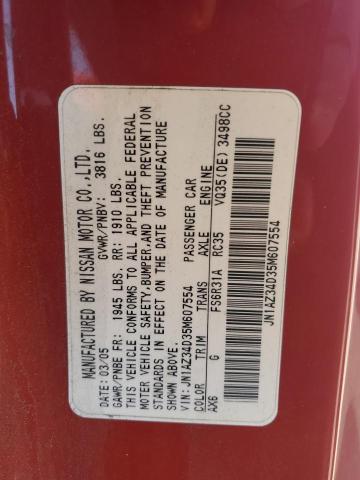 MANUFACTURED BY NISSAN MOTOR CO.,LTD.
DATE: 03/05 GVWR/PNBV: 3816 LBS.
GAWR/PNBE FR: 1945 LBS. RR: 1910 LBS.
THIS VEHICLE CONFORMS TO ALL APPLICABLE FEDERAL
MOTOR VEHICLE SAFETY,BUMPER,AND THEFT PREVENTION
STANDARDS IN EFFECT ON THE DATE OF MANUFACTURE
SHOWN ABOVE.
VIN: JN1AZ34D35M607554 PASSENGER CAR
COLOR TRIM TRANS AXLE ENGINE
AX6 G FS6R31A RC35 VQ35(DE) 3498CC
JN1AZ34D35M607554